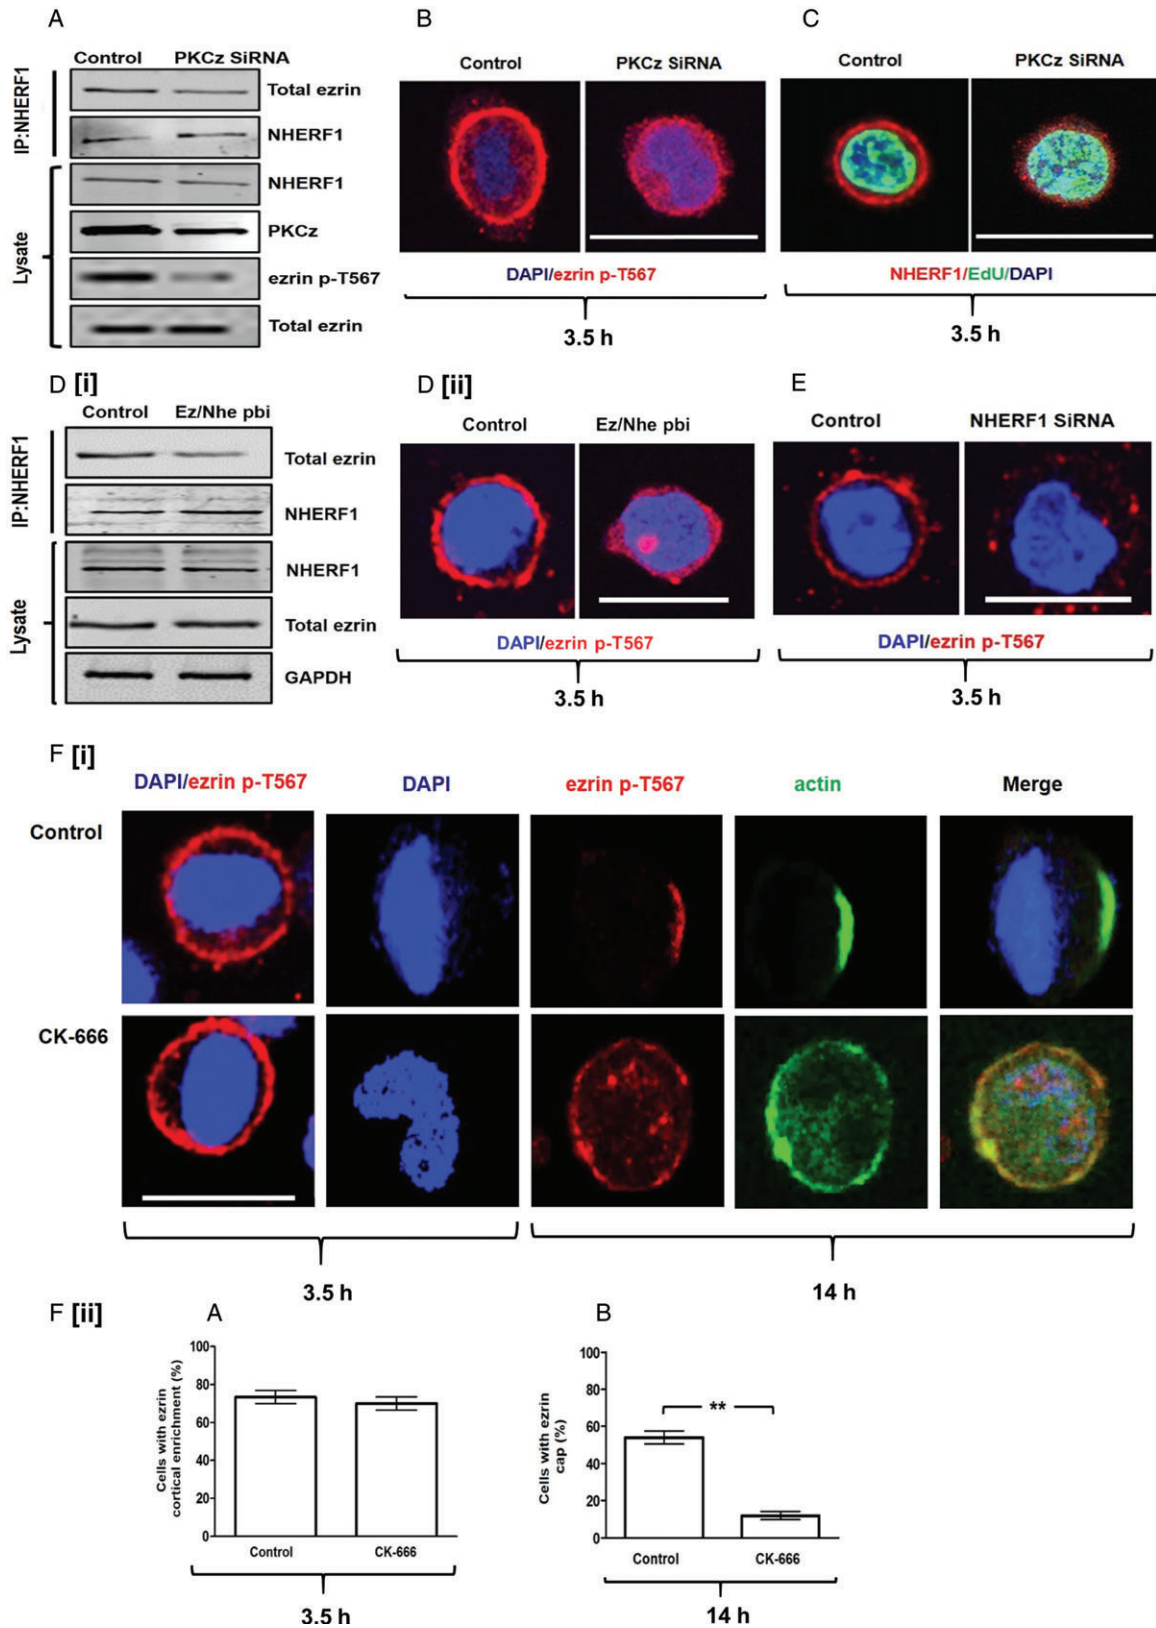 A
B
C
Control PKCz SiRNA
IP:NHERF1
Total ezrin
NHERF1
Lysate
NHERF1
PKCz
ezrin p-T567
Total ezrin
Control PKCz SiRNA
DAPI/ezrin p-T567
3.5 h
Control PKCz SiRNA
NHERF1/EdU/DAPI
3.5 h
D [i]
Control Ez/Nhe pbi
IP:NHERF1
Total ezrin
NHERF1
Lysate
NHERF1
Total ezrin
GAPDH
D [ii]
Control Ez/Nhe pbi
DAPI/ezrin p-T567
3.5 h
E
Control NHERF1 SiRNA
DAPI/ezrin p-T567
3.5 h
F [i]
DAPI/ezrin p-T567 DAPI ezrin p-T567 actin Merge
Control
CK-666
3.5 h 14 h
F [ii]
A
Cells with ezrin
cortical enrichment (%)
100
80
60
40
20
0
Control CK-666
3.5 h
B
Cells with ezrin
cap (%)
100
80
60
40
20
0
**
Control CK-666
14 h